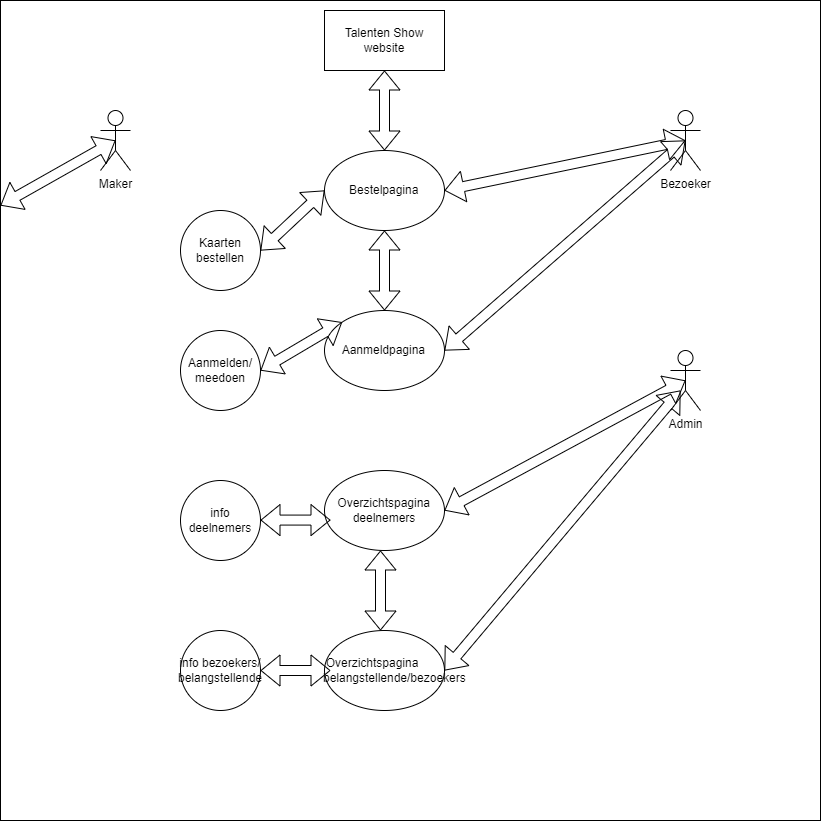 Talenten Show
website
Maker
Bezoeker
Bestelpagina
Kaarten
bestellen
Aanmeldpagina
Aanmelden/
meedoen
Admin
Overzichtspagina
deelnemers
info
deelnemers
info bezoekers/
belangstellende
Overzichtspagina
belangstellende/bezoekers